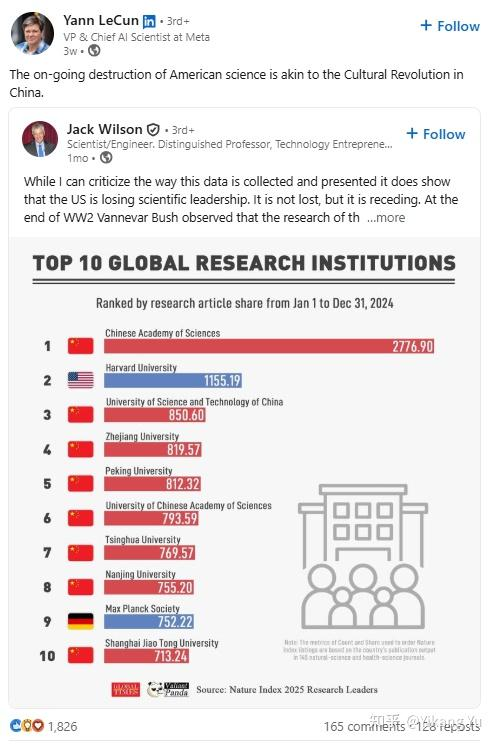 Yann LeCun in • 3rd+
+ Follow
VP & Chief AI Scientist at Meta
3w •
The on-going destruction of American science is akin to the Cultural Revolution in
China.
Jack Wilson • 3rd+
+ Follow
Scientist/Engineer. Distinguished Professor, Technology Entreprene...
1mo •
While I can criticize the way this data is collected and presented it does show
that the US is losing scientific leadership. It is not lost, but it is receding. At the
end of WW2 Vannevar Bush observed that the research of th ...more
TOP 10 GLOBAL RESEARCH INSTITUTIONS
Ranked by research article share from Jan 1 to Dec 31, 2024
Chinese Academy of Sciences
1 2776.90
Harvard University
2 1155.19
University of Science and Technology of China
3 850.60
Zhejiang University
4 819.57
Peking University
5 812.32
University of Chinese Academy of Sciences
6 793.59
Tsinghua University
7 769.57
Nanjing University
8 755.20
Max Planck Society
9 752.22
Shanghai Jiao Tong University
10 713.24
Note: The metrics of Count and Share used to order Nature
Index listings are based on the country's publication output
in 145 natural-science and health-science journals.
GLOBAL
TIMES
Valiant
Panda
Source: Nature Index 2025 Research Leaders
1,826
165 comments • 128 reposts
知乎 @Yikang Yu